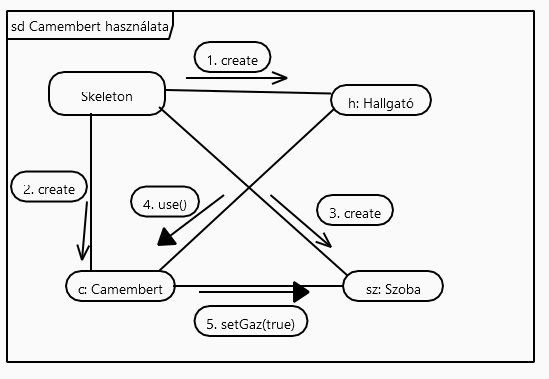 sd Camembert használata
1. create
Skeleton
h: Hallgató
2. create
4. use()
3. create
c: Camembert
sz: Szoba
5. setGaz(true)